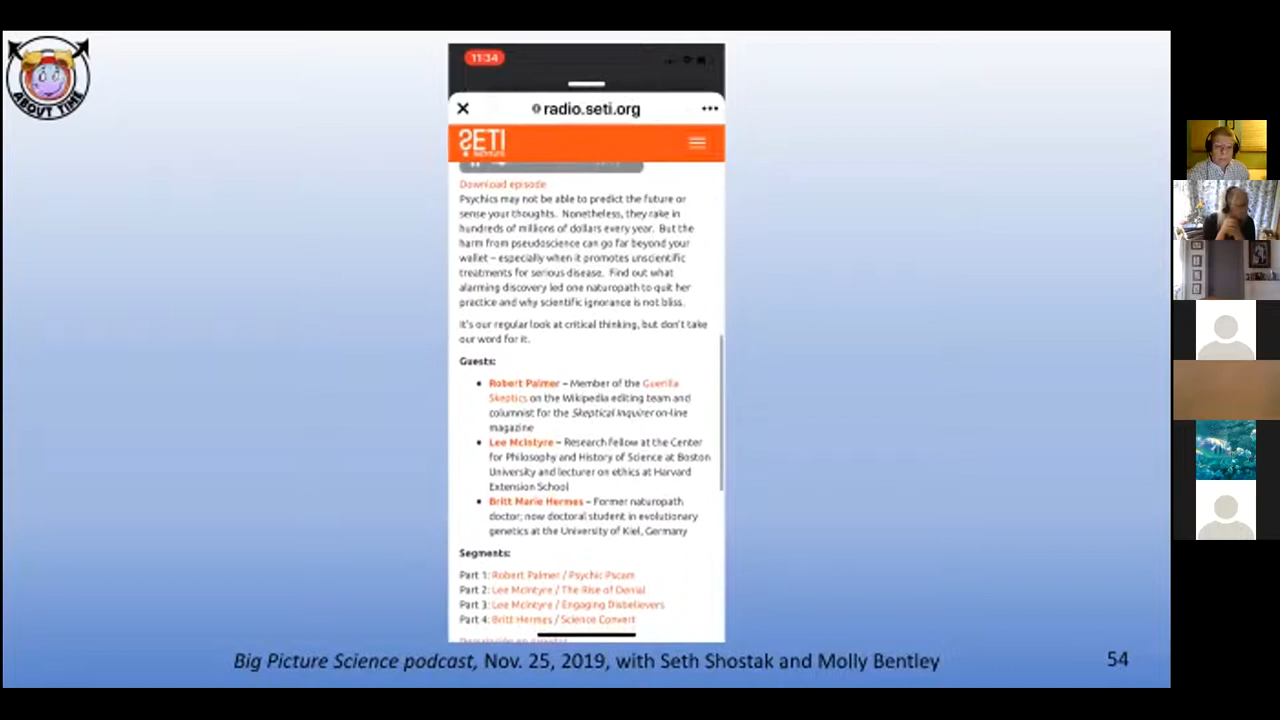 ABOUT TIME
11:34
radio.seti.org
SETI
INSTITUTE
Download episode
Psychics may not be able to predict the future or
sense your thoughts. Nonetheless, they rake in
hundreds of millions of dollars every year. But the
harm from pseudoscience can go far beyond your
wallet – especially when it promotes unscientific
treatments for serious disease. Find out what
alarming discovery led one naturopath to quit her
practice and why scientific ignorance is not bliss.
It's our regular look at critical thinking, but don't take
our word for it.
Guests:
• Robert Palmer – Member of the Guerilla
Skeptics on the Wikipedia editing team and
columnist for the Skeptical Inquirer on-line
magazine
• Lee McIntyre – Research fellow at the Center
for Philosophy and History of Science at Boston
University and lecturer on ethics at Harvard
Extension School
• Britt Marie Hermes – Former naturopath
doctor; now doctoral student in evolutionary
genetics at the University of Kiel, Germany
Segments:
Part 1: Robert Palmer / Psychic Pscam
Part 2: Lee McIntyre / The Rise of Denial
Part 3: Lee McIntyre / Engaging Disbelievers
Part 4: Britt Hermes / Science Convert
Big Picture Science podcast, Nov. 25, 2019, with Seth Shostak and Molly Bentley
54